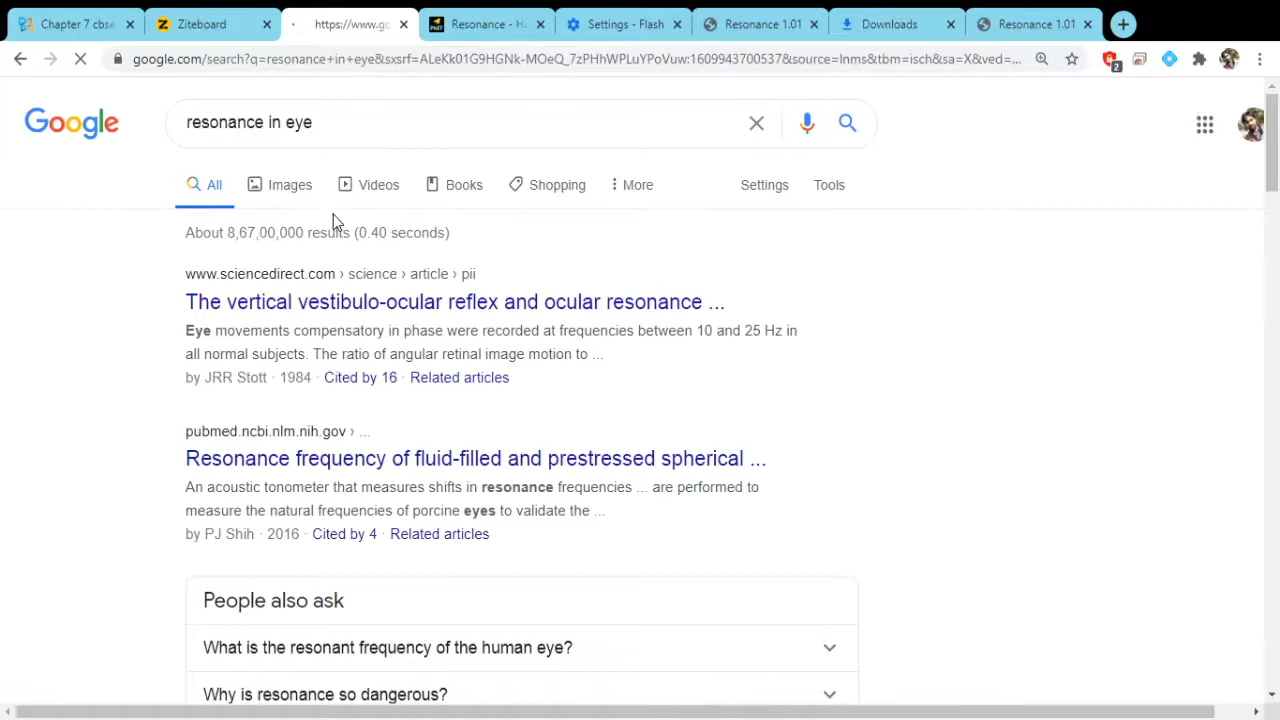 Chapter 7 cbse
Ziteboard
https://www.go
Resonance - H
Settings - Flash
Resonance 1.01
Downloads
Resonance 1.01
google.com/search?q=resonance+in+eye&sxsrf=ALeKk01G9HGNk-MOeQ_7zPHhWPLuYPoVuw:1609943700537&source=lnms&tbm=isch&sa=X&ved=...
2
Google
resonance in eye
All
Images
Videos
Books
Shopping
More
Settings
Tools
About 8,67,00,000 results (0.40 seconds)
www.sciencedirect.com › science › article › pii
The vertical vestibulo-ocular reflex and ocular resonance ...
Eye movements compensatory in phase were recorded at frequencies between 10 and 25 Hz in
all normal subjects. The ratio of angular retinal image motion to ...
by JRR Stott · 1984 · Cited by 16 · Related articles
pubmed.ncbi.nlm.nih.gov › ...
Resonance frequency of fluid-filled and prestressed spherical ...
An acoustic tonometer that measures shifts in resonance frequencies ... are performed to
measure the natural frequencies of porcine eyes to validate the ...
by PJ Shih · 2016 · Cited by 4 · Related articles
People also ask
What is the resonant frequency of the human eye?
Why is resonance so dangerous?